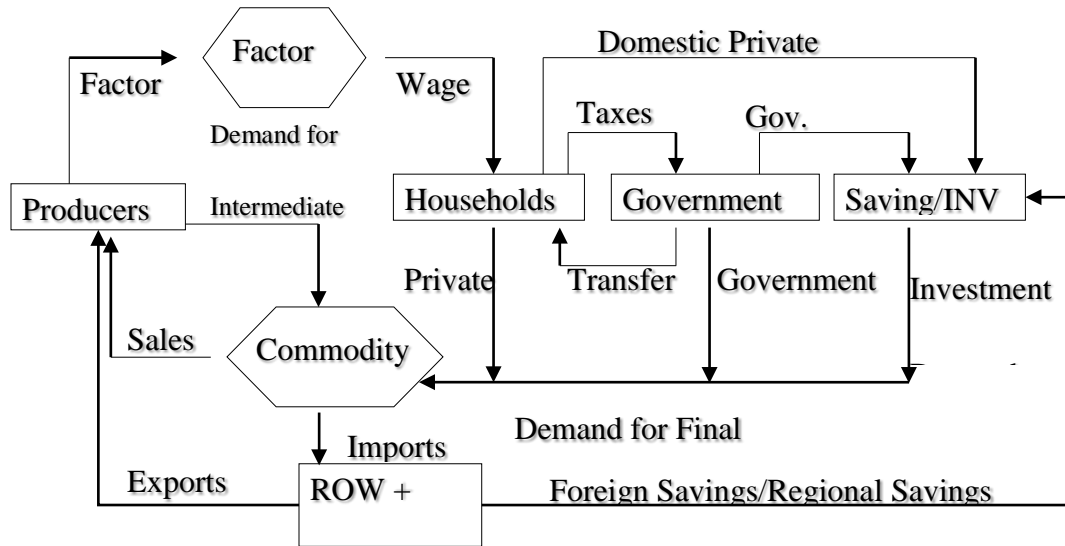 Factor
Domestic Private
Factor
Wage
Taxes
Gov.
Demand for
Producers
Intermediate
Households
Government
Saving/INV
Private
Transfer
Government
Investment
Sales
Commodity
Demand for Final
Imports
Exports
ROW +
Foreign Savings/Regional Savings